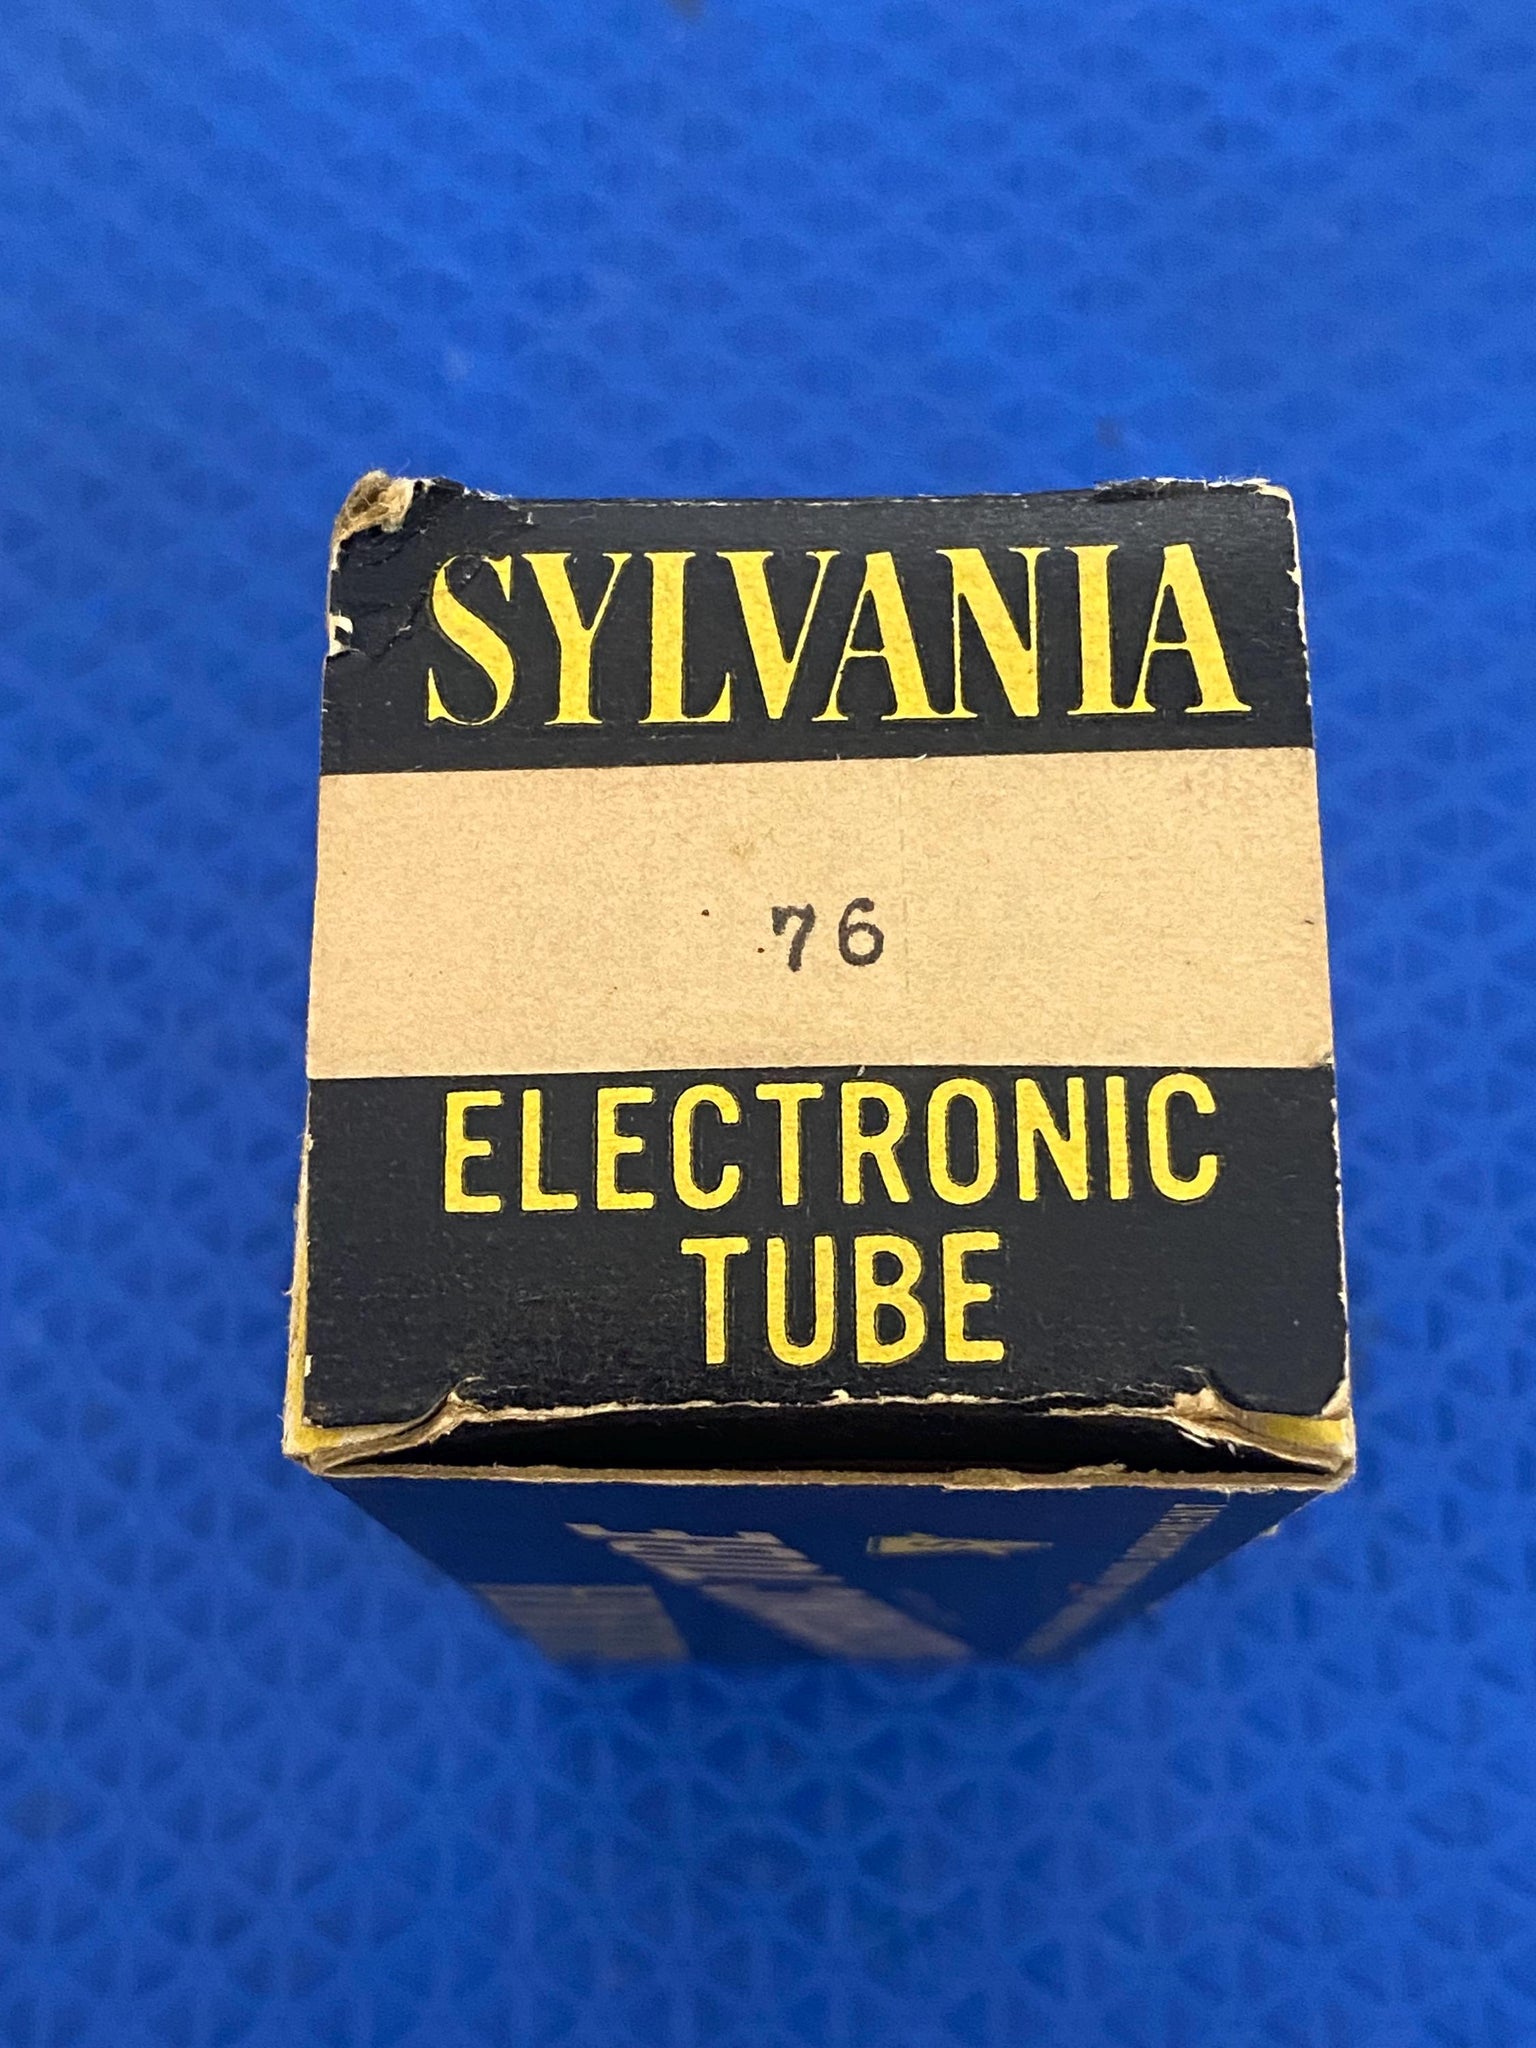 SYLVANIA
76
ELECTRONIC
TUBE